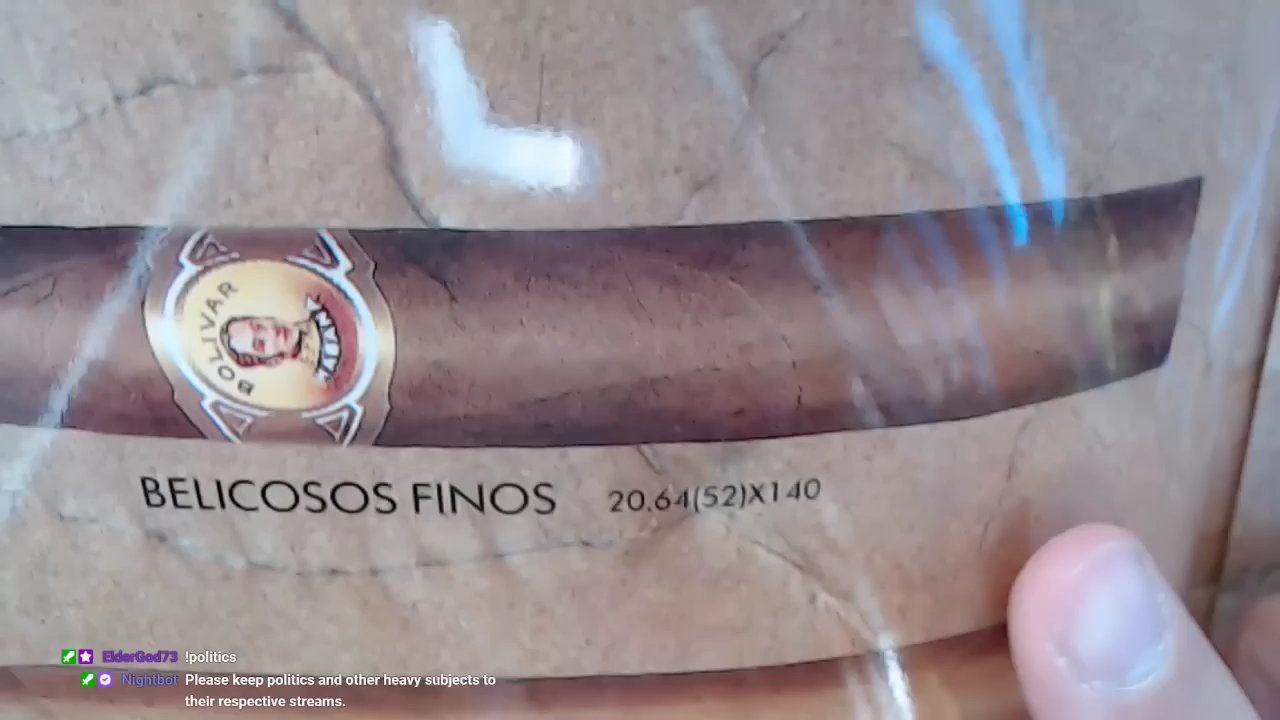 BOLIVAR
HABANA
BELICOSOS FINOS 20.64(52)X140
ElderGod73 !politics
Nightbot Please keep politics and other heavy subjects to
their respective streams.